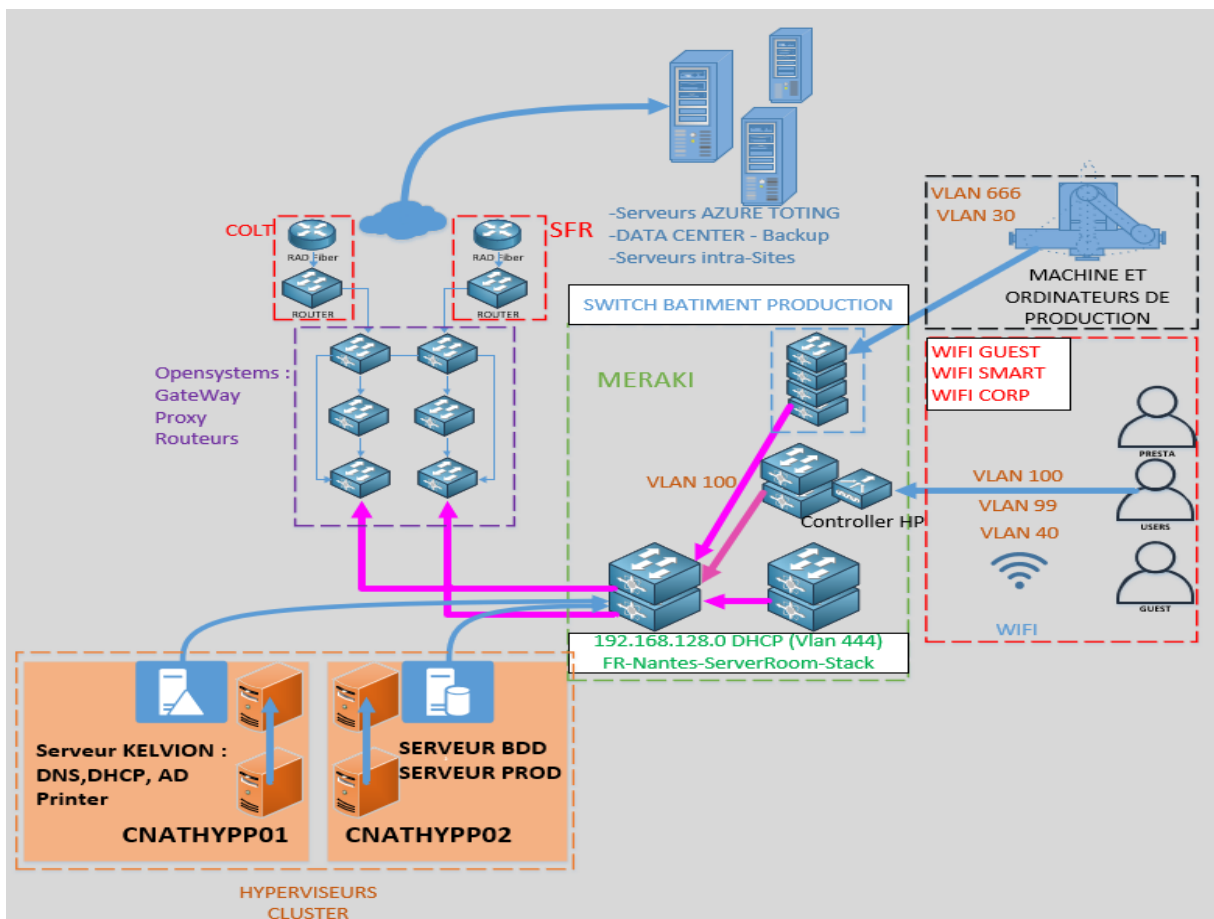 -Serveurs AZURE TOTING
-DATA CENTER - Backup
-Serveurs intra-Sites
COLT
RAD Fiber
ROUTER
SFR
RAD Fiber
ROUTER
Opensystems :
GateWay
Proxy
Routeurs
SWITCH BATIMENT PRODUCTION
MERAKI
VLAN 100
Controller HP
192.168.128.0 DHCP (Vlan 444)
FR-Nantes-ServerRoom-Stack
VLAN 666
VLAN 30
MACHINE ET
ORDINATEURS DE
PRODUCTION
WIFI GUEST
WIFI SMART
WIFI CORP
PRESTA
VLAN 100
VLAN 99
VLAN 40
USERS
GUEST
WIFI
Serveur KELVION :
DNS,DHCP, AD
Printer
CNATHYPP01
SERVEUR BDD
SERVEUR PROD
CNATHYPP02
HYPERVISEURS
CLUSTER